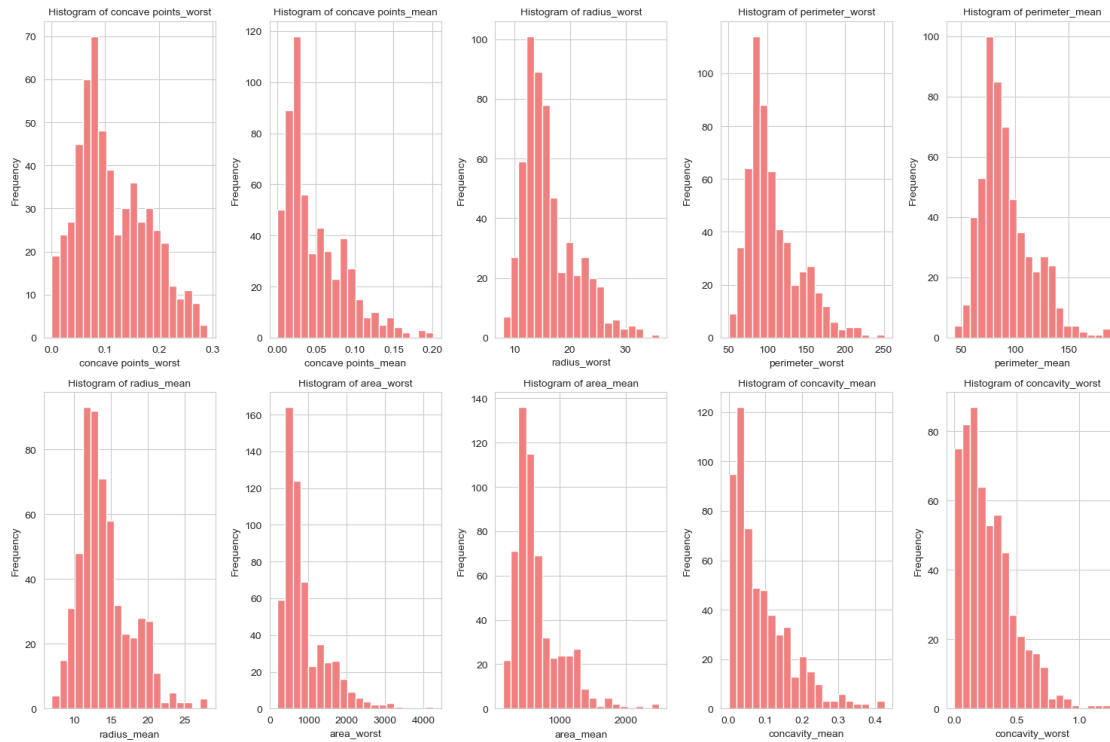 Histogram of concave points_worst
Histogram of concave points_mean
Histogram of radius_worst
Histogram of perimeter_worst
Histogram of perimeter_mean
Frequency
70
60
50
40
30
20
10
0
0.0 0.1 0.2 0.3
concave points_worst
Frequency
120
100
80
60
40
20
0
0.00 0.05 0.10 0.15 0.20
concave points_mean
Frequency
100
80
60
40
20
0
10 20 30
radius_worst
Frequency
100
80
60
40
20
0
50 100 150 200 250
perimeter_worst
Frequency
100
80
60
40
20
0
50 100 150
perimeter_mean
Histogram of radius_mean
Histogram of area_worst
Histogram of area_mean
Histogram of concavity_mean
Histogram of concavity_worst
Frequency
80
60
40
20
0
10 15 20 25
radius_mean
Frequency
160
140
120
100
80
60
40
20
0
0 1000 2000 3000 4000
area_worst
Frequency
140
120
100
80
60
40
20
0
1000 2000
area_mean
Frequency
120
100
80
60
40
20
0
0.0 0.1 0.2 0.3 0.4
concavity_mean
Frequency
80
60
40
20
0
0.0 0.5 1.0
concavity_worst